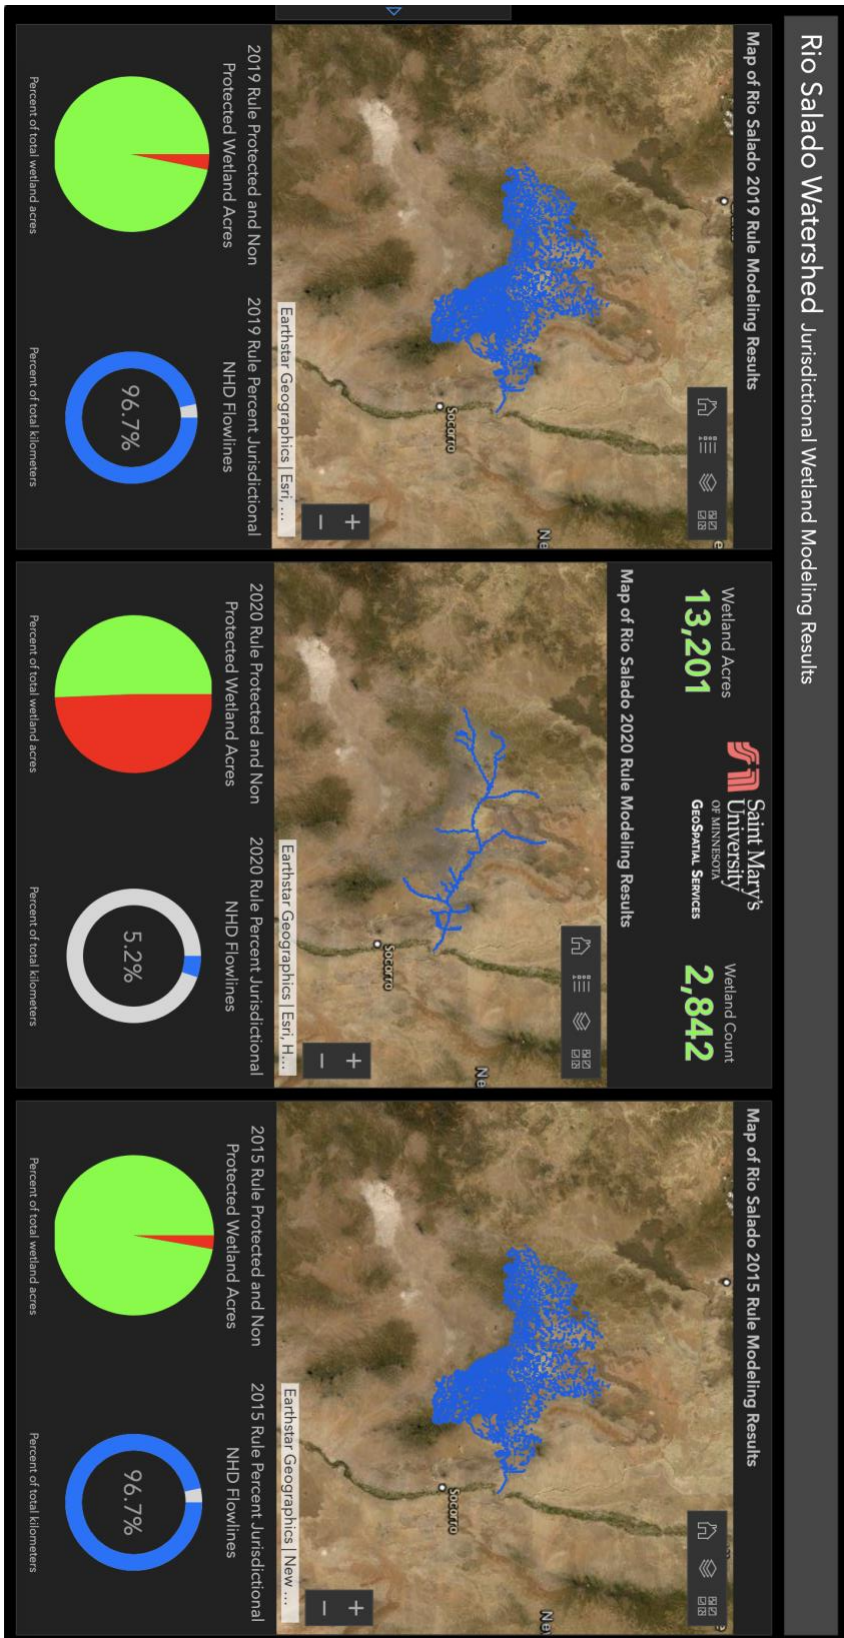 Rio Salado Watershed Jurisdictional Wetland Modeling Results
Map of Rio Salado 2019 Rule Modeling Results
Socorro
Earthstar Geographics | Esri, ...
+
−
2019 Rule Protected and Non
Protected Wetland Acres
Percent of total wetland acres
2019 Rule Percent Jurisdictional
NHD Flowlines
96.7%
Percent of total kilometers
Wetland Acres
13,201
Saint Mary's
University
OF MINNESOTA
GEOSPATIAL SERVICES
Wetland Count
2,842
Map of Rio Salado 2020 Rule Modeling Results
Socorro
Earthstar Geographics | Esri, H...
+
−
2020 Rule Protected and Non
Protected Wetland Acres
Percent of total wetland acres
2020 Rule Percent Jurisdictional
NHD Flowlines
5.2%
Percent of total kilometers
Map of Rio Salado 2015 Rule Modeling Results
Socorro
Earthstar Geographics | New ...
+
−
2015 Rule Protected and Non
Protected Wetland Acres
Percent of total wetland acres
2015 Rule Percent Jurisdictional
NHD Flowlines
96.7%
Percent of total kilometers